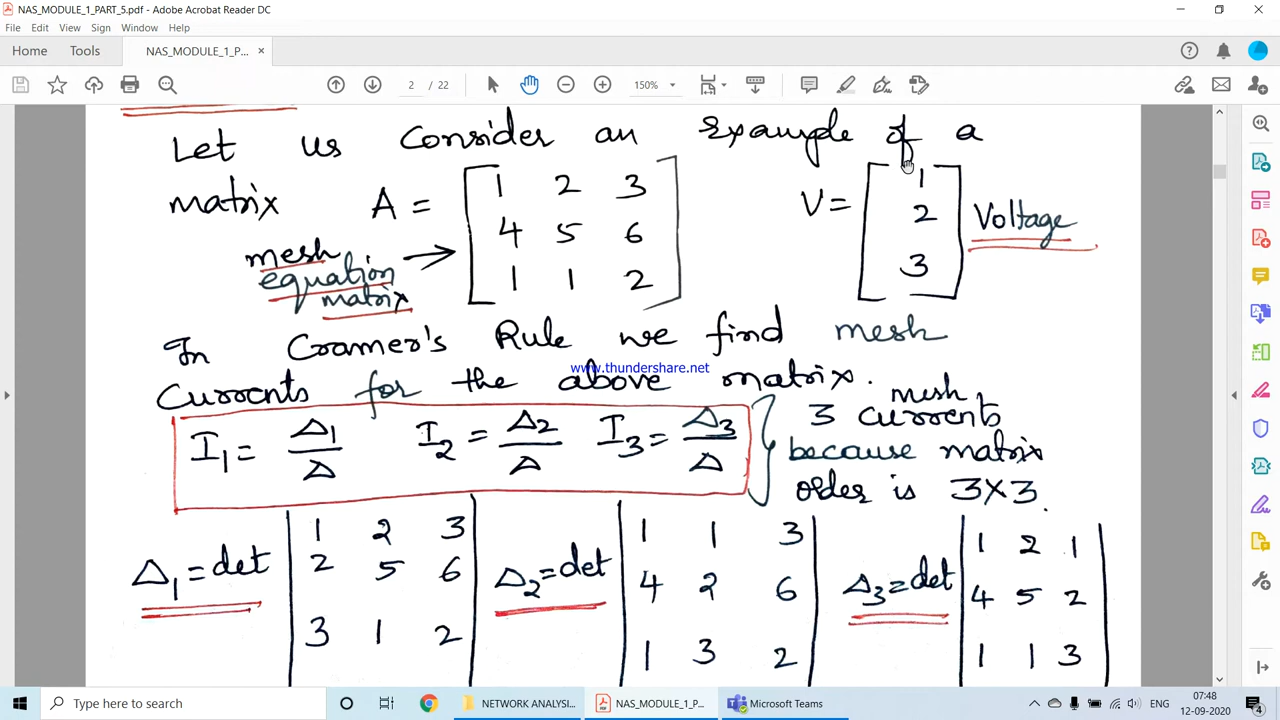 NAS_MODULE_1_PART_5.pdf - Adobe Acrobat Reader DC
File Edit View Sign Window Help
Home Tools NAS_MODULE_1_P... ×
2 / 22 150%
Let us Consider an Example of a
matrix A = [1 2 3 V = [1
4 5 6 2 Voltage
1 1 2] 3]
mesh
equation
matrix
In Cramer's Rule we find mesh
www.thundershare.net
Currents for the above matrix.
I1 = Δ1/Δ I2 = Δ2/Δ I3 = Δ3/Δ
mesh
3 currents
because matrix
order is 3X3.
Δ1 = det | 1 2 3 | Δ2 = det | 1 1 3 | Δ3 = det | 1 2 1 |
| 2 5 6 | | 4 2 6 | | 4 5 2 |
| 3 1 2 | | 1 3 2 | | 1 1 3 |
Type here to search
NETWORK ANALYSI... NAS_MODULE_1_P... Microsoft Teams
07:48
12-09-2020
4